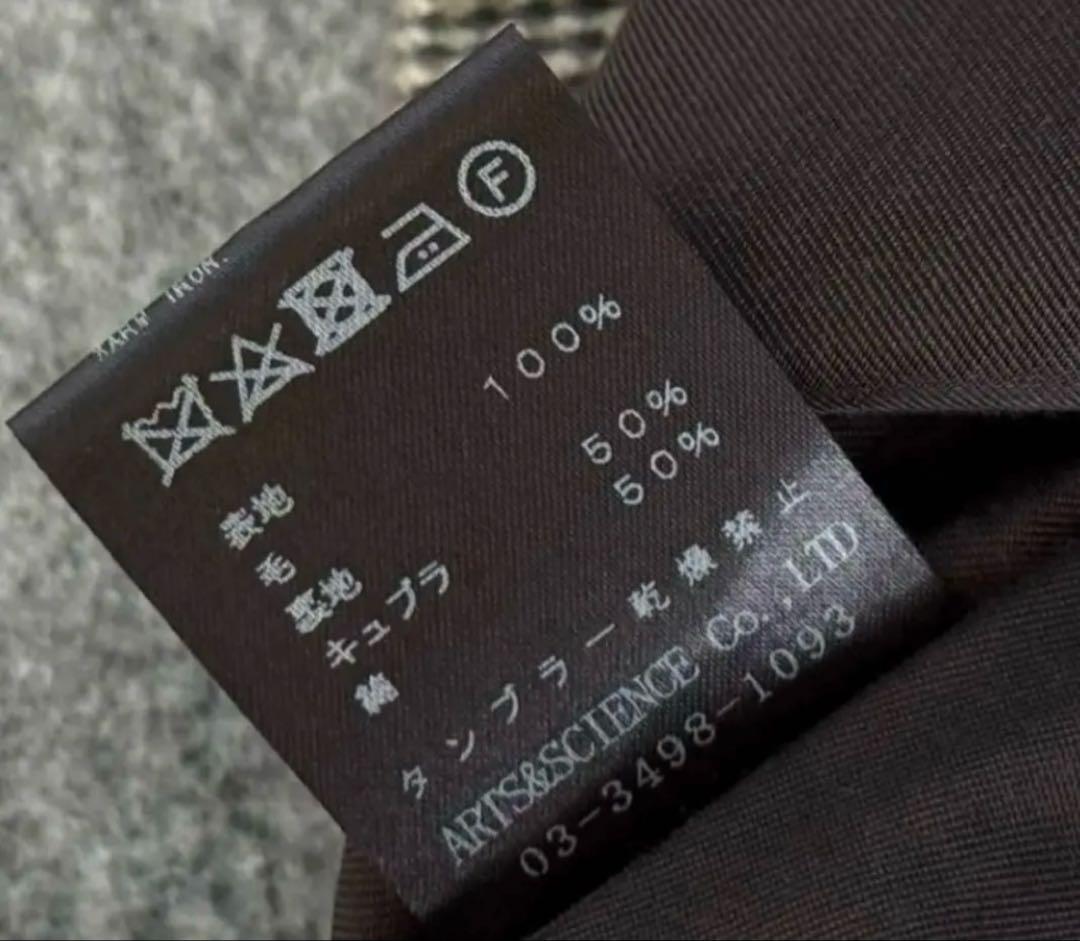 IRON.
F
表地
毛 100%
裏地
キュプラ 50%
綿 50%
タンブラー乾燥禁止
ARTS&SCIENCE Co.,LTD
03-3498-1093